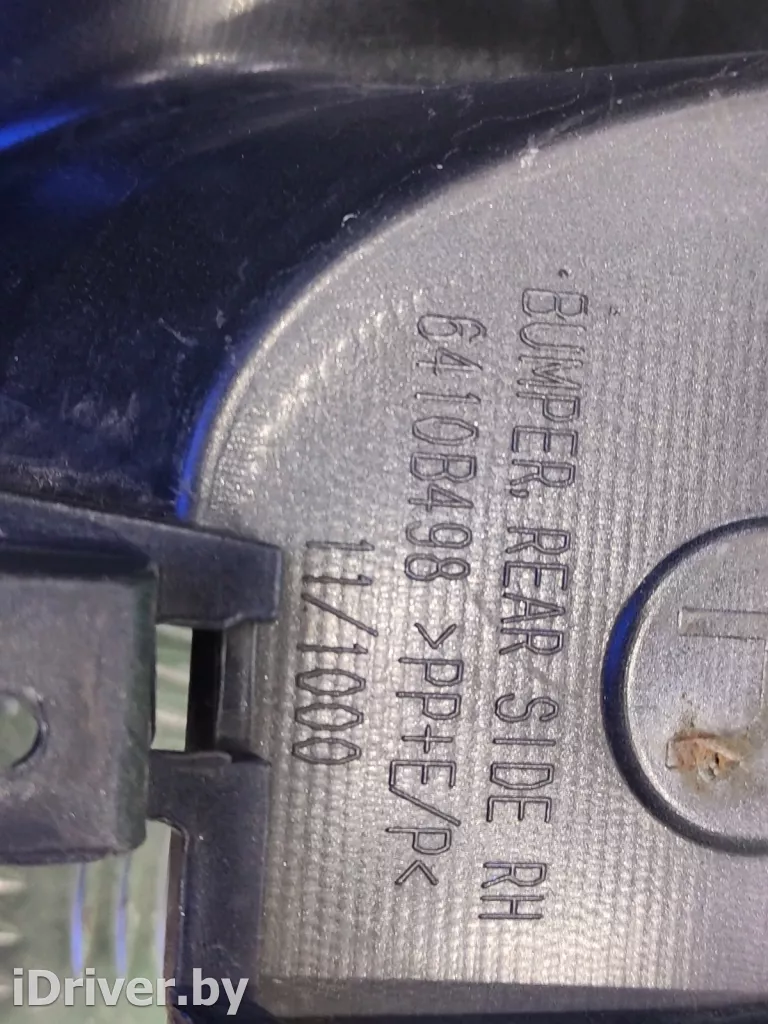 BUMPER, REAR SIDE RH
6410B498 >PP+E/P<
11/1000
iDriver.by